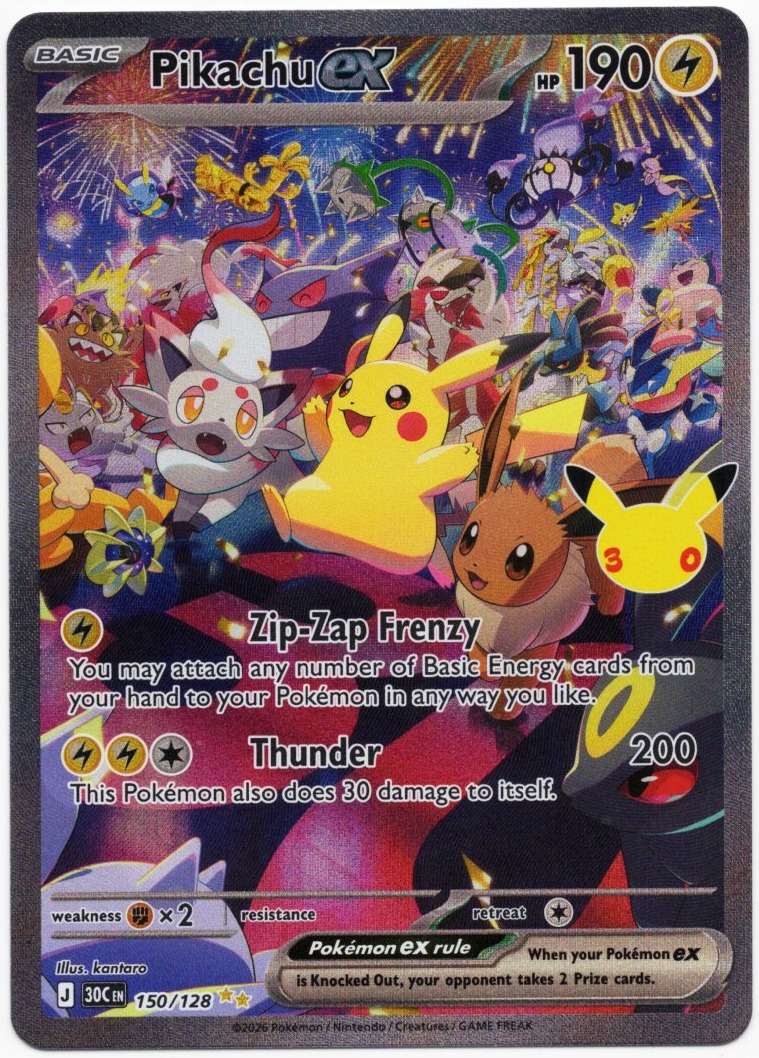 BASIC
Pikachu ex
HP 190
3 0
Zip-Zap Frenzy
You may attach any number of Basic Energy cards from
your hand to your Pokémon in any way you like.
Thunder 200
This Pokémon also does 30 damage to itself.
weakness ×2 resistance retreat
Pokémon ex rule When your Pokémon ex
is Knocked Out, your opponent takes 2 Prize cards.
Illus. kantaro
J 30C EN 150/128
©2026 Pokémon / Nintendo / Creatures / GAME FREAK